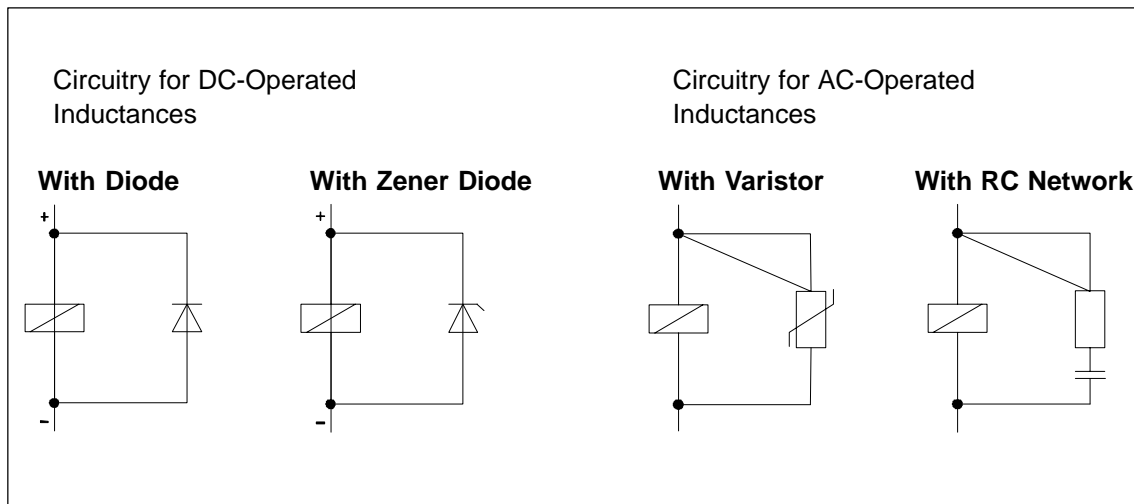 Circuitry for DC-Operated
Inductances
Circuitry for AC-Operated
Inductances
With Diode
With Zener Diode
With Varistor
With RC Network
+
+
-
-